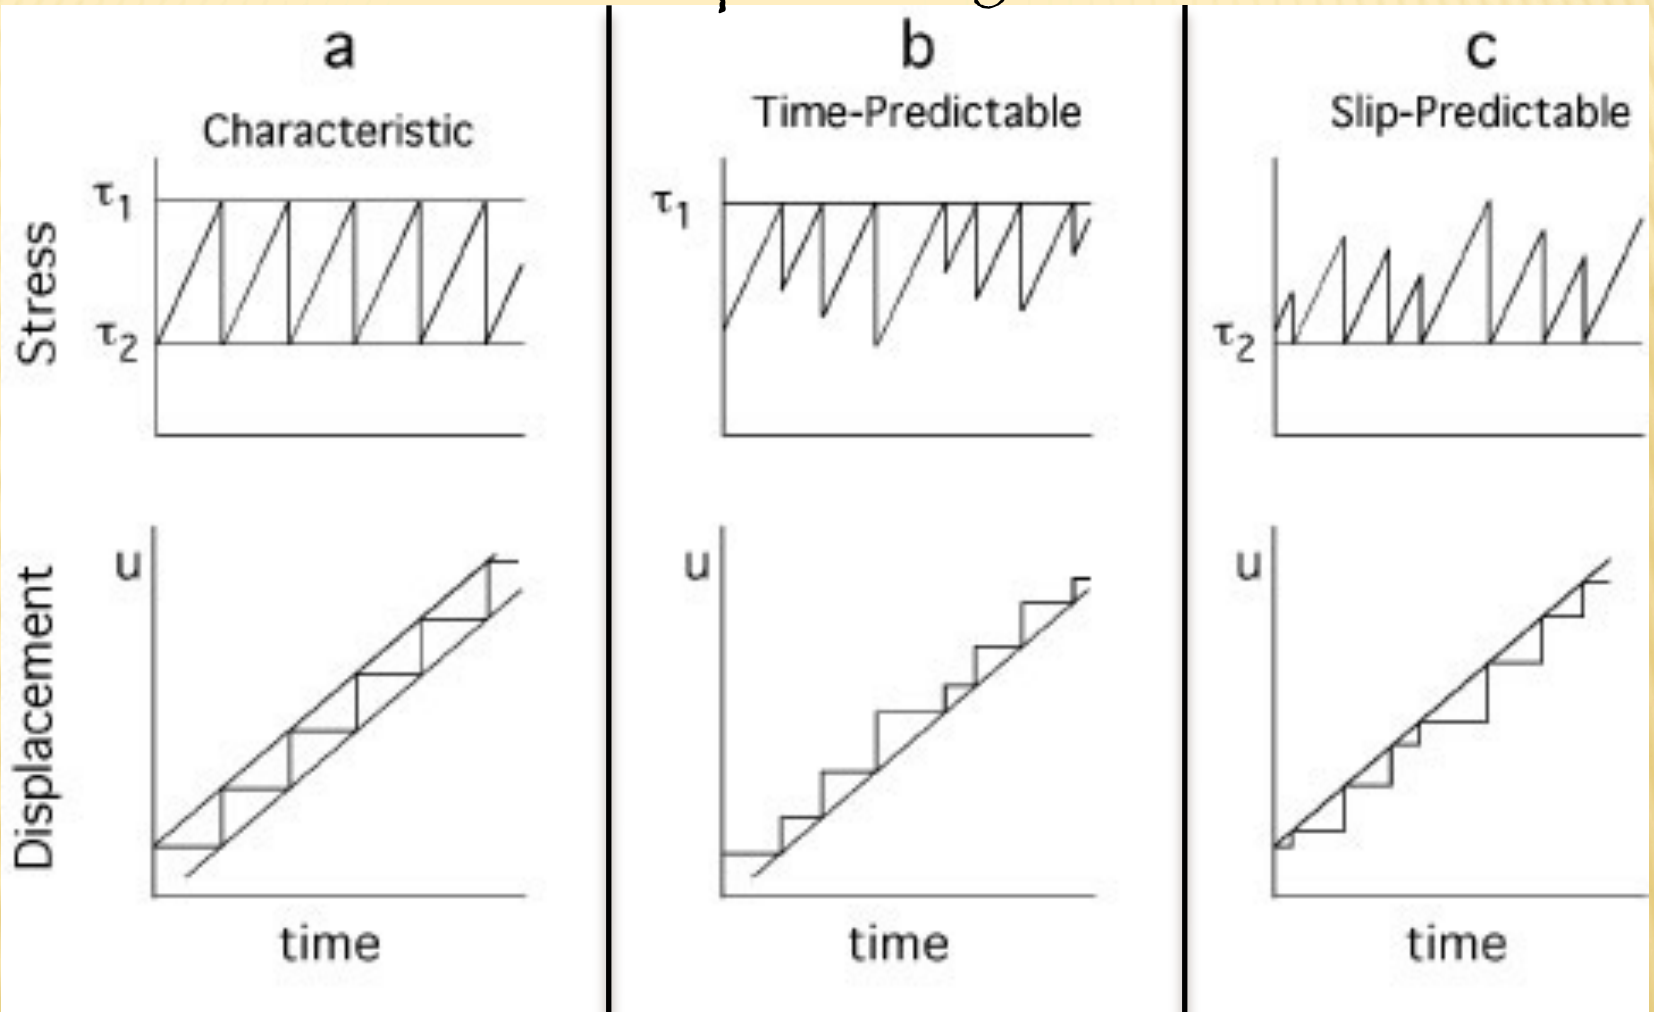 a
b
c
Characteristic
Time-Predictable
Slip-Predictable
Stress
τ1
τ2
τ1
τ2
Displacement
u
u
u
time
time
time